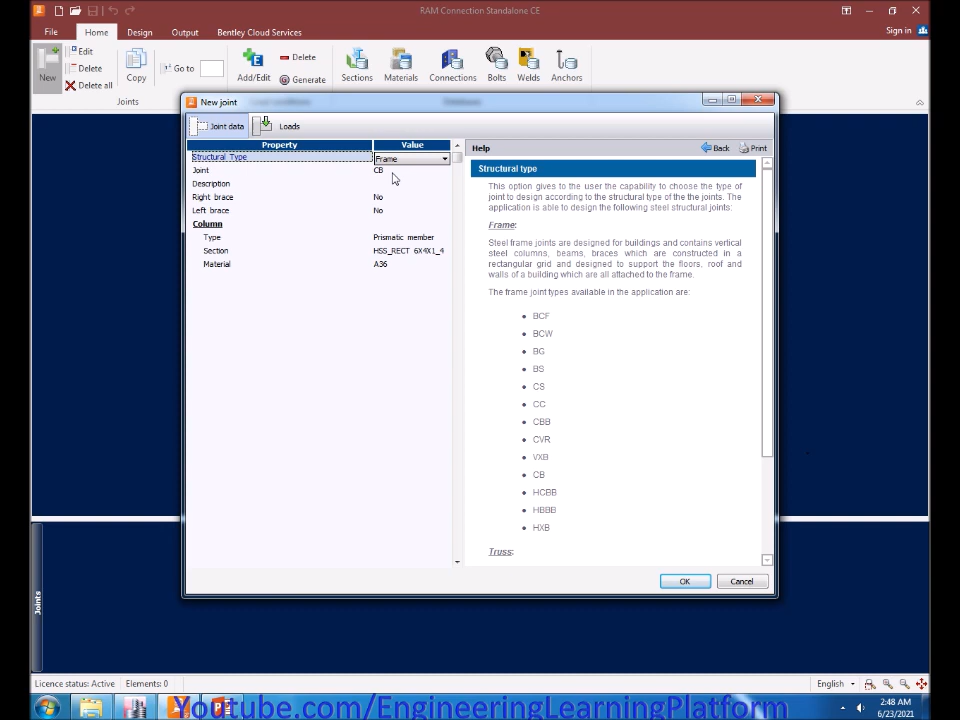 RAM Connection Standalone CE
File Home Design Output Bentley Cloud Services Sign in
New
Edit
Delete
Delete all
Copy
Go to
Add/Edit
Delete
Generate
Sections Materials Connections Bolts Welds Anchors
Joints
New joint
Joint data Loads
Property Value
Structural Type Frame
Joint CB
Description
Right brace No
Left brace No
Column
Type Prismatic member
Section HSS_RECT 6X4X1_4
Material A36
Help Back Print
Structural type
This option gives to the user the capability to choose the type of
joint to design according to the structural type of the the joints. The
application is able to design the following steel structural joints:
Frame:
Steel frame joints are designed for buildings and contains vertical
steel columns, beams, braces which are constructed in a
rectangular grid and designed to support the floors, roof and
walls of a building which are all attached to the frame.
The frame joint types available in the application are:
BCF
BCW
BG
BS
CS
CC
CBB
CVR
VXB
CB
HCBB
HBBB
HXB
Truss:
OK Cancel
Joints
Licence status: Active Elements: 0 English
Youtube.com/EngineeringLearningPlatform
2:48 AM
6/23/2021